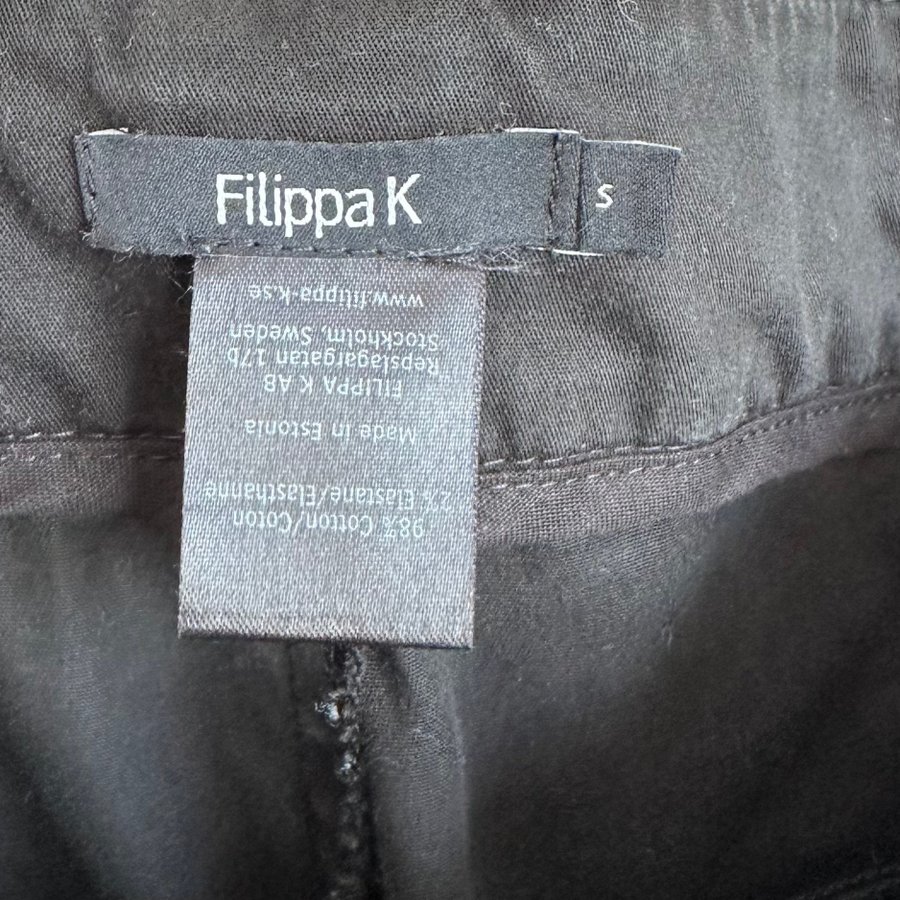 Filippa K
S
98% Cotton/Coton
2% Elastane/Elasthanne
Made in Estonia
FILIPPA K AB
Repslagargatan 17b
Stockholm, Sweden
www.filippa-k.se